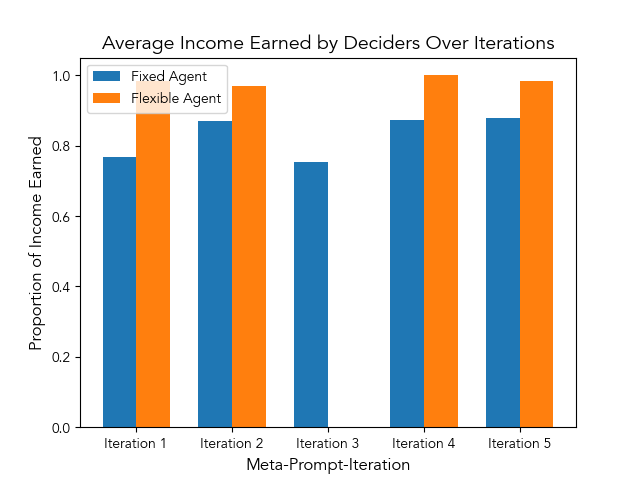 Average Income Earned by Deciders Over Iterations
Fixed Agent
Flexible Agent
Proportion of Income Earned
1.0
0.8
0.6
0.4
0.2
0.0
Iteration 1
Iteration 2
Iteration 3
Iteration 4
Iteration 5
Meta-Prompt-Iteration